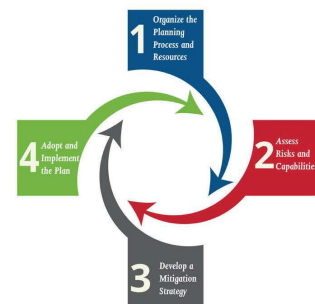 1
Organize the
Planning
Process and
Resources
2
Assess
Risks and
Capabilities
3
Develop a
Mitigation
Strategy
4
Adopt and
Implement
the Plan